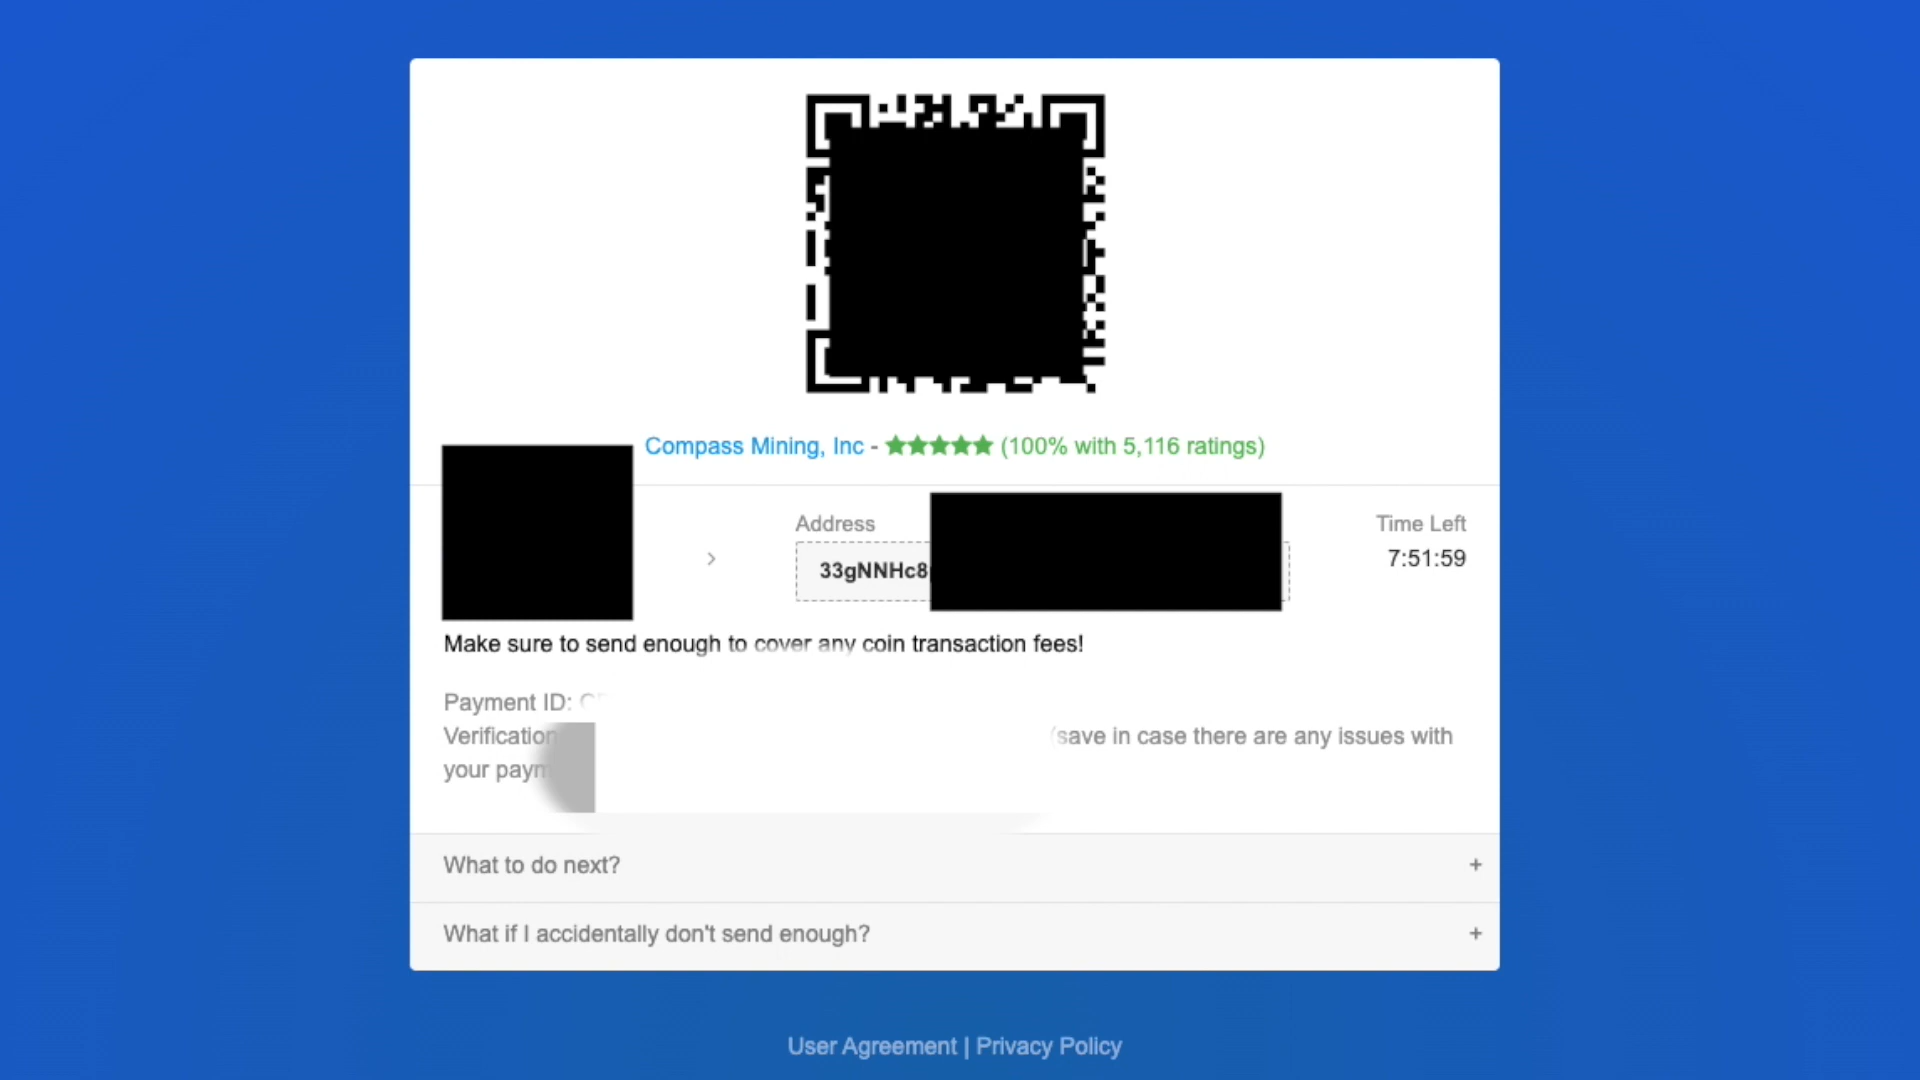 Compass Mining, Inc - ★★★★★ (100% with 5,116 ratings)
Address
Time Left
33gNNHc8
7:51:59
Make sure to send enough to cover any coin transaction fees!
Payment ID:
Verification (save in case there are any issues with
your
What to do next? +
What if I accidentally don't send enough? +
User Agreement | Privacy Policy